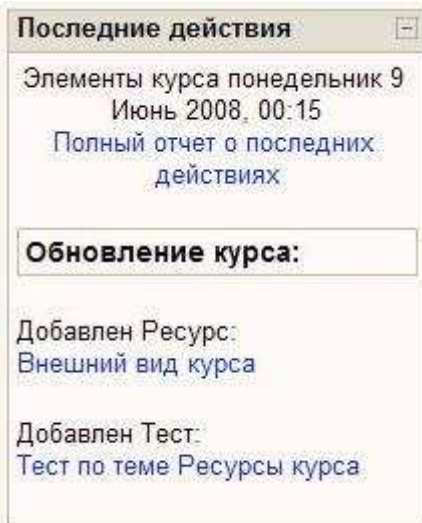 Последние действия
Элементы курса понедельник 9
Июнь 2008, 00:15
Полный отчет о последних
действиях
Обновление курса:
Добавлен Ресурс:
Внешний вид курса
Добавлен Тест:
Тест по теме Ресурсы курса